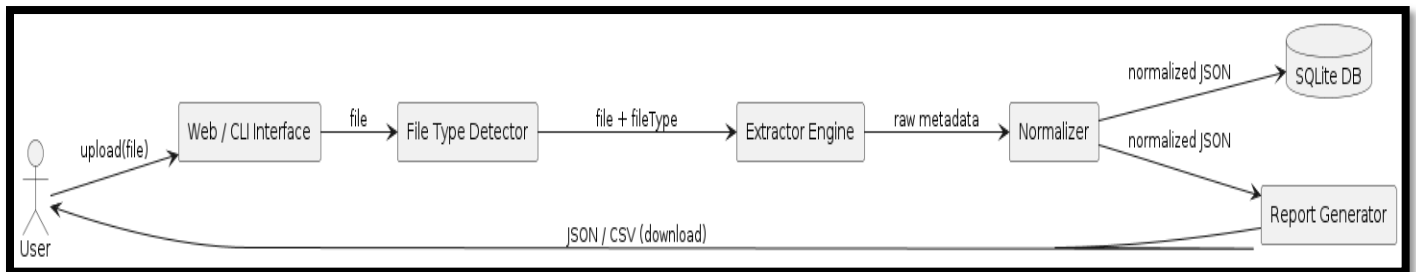 normalized JSON
SQLite DB
upload(file)
Web / CLI Interface
file
File Type Detector
file + fileType
Extractor Engine
raw metadata
Normalizer
normalized JSON
Report Generator
JSON / CSV (download)
User